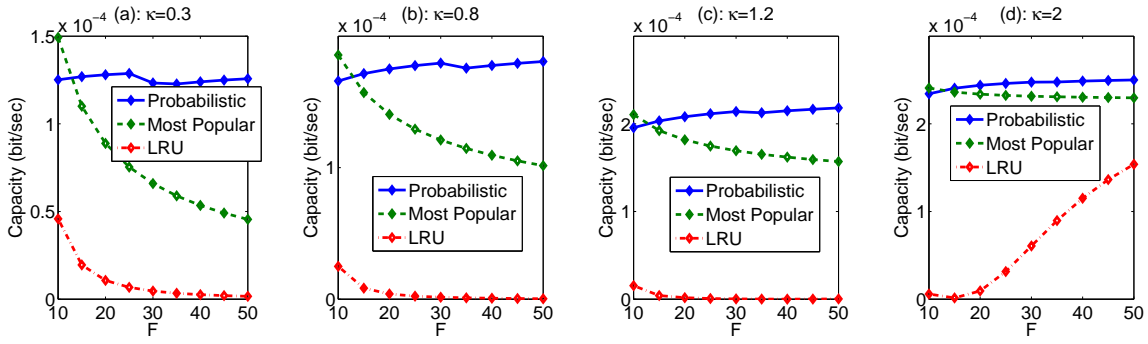 x 10⁻⁴ (a): κ=0.3
Capacity (bit/sec)
1.5
1
0.5
0
10 20 30 40 50
F
Probabilistic
Most Popular
LRU
x 10⁻⁴ (b): κ=0.8
Capacity (bit/sec)
1
0
10 20 30 40 50
F
Probabilistic
Most Popular
LRU
x 10⁻⁴ (c): κ=1.2
Capacity (bit/sec)
2
1
0
10 20 30 40 50
F
Probabilistic
Most Popular
LRU
x 10⁻⁴ (d): κ=2
Capacity (bit/sec)
2
1
0
10 20 30 40 50
F
Probabilistic
Most Popular
LRU